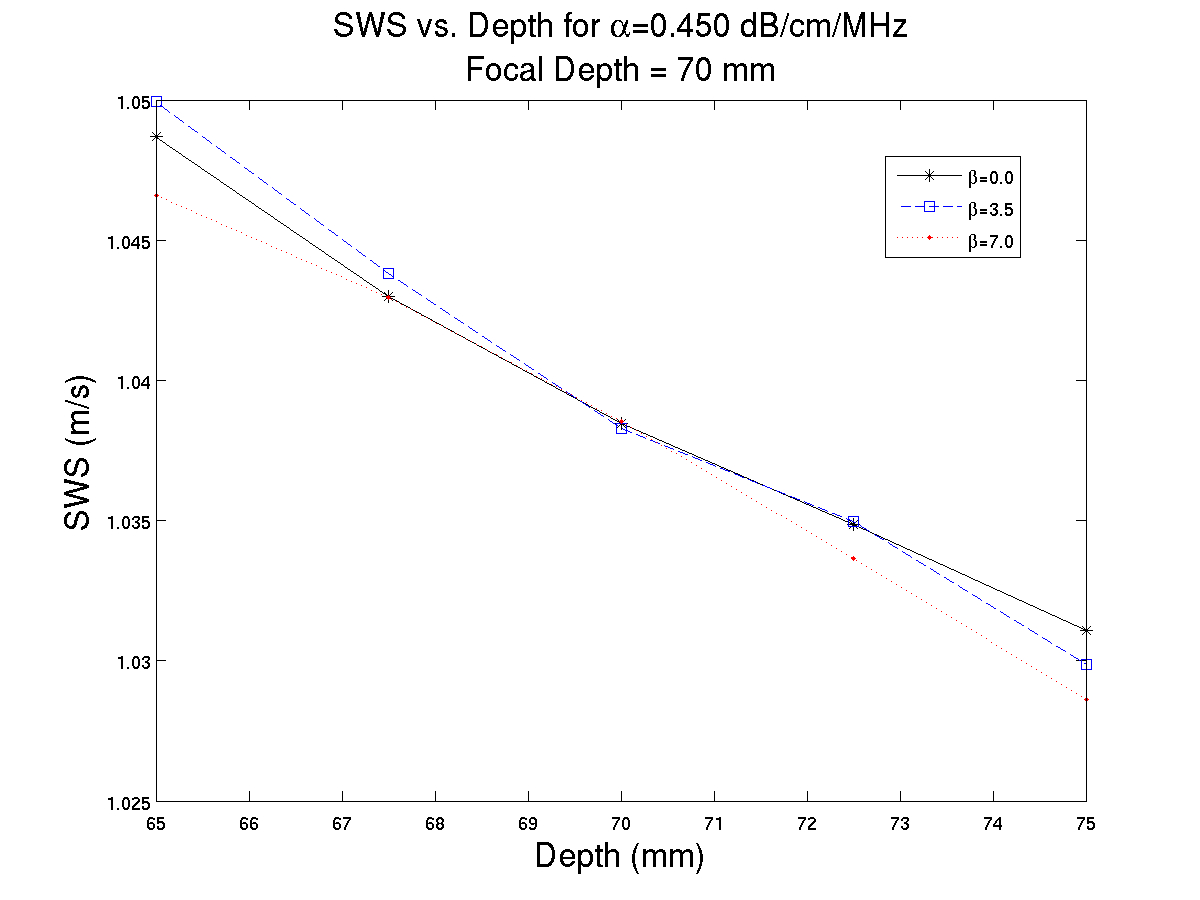 SWS vs. Depth for α=0.450 dB/cm/MHz
Focal Depth = 70 mm
1.05
1.045
1.04
1.035
1.03
1.025
SWS (m/s)
β=0.0
β=3.5
β=7.0
65 66 67 68 69 70 71 72 73 74 75
Depth (mm)